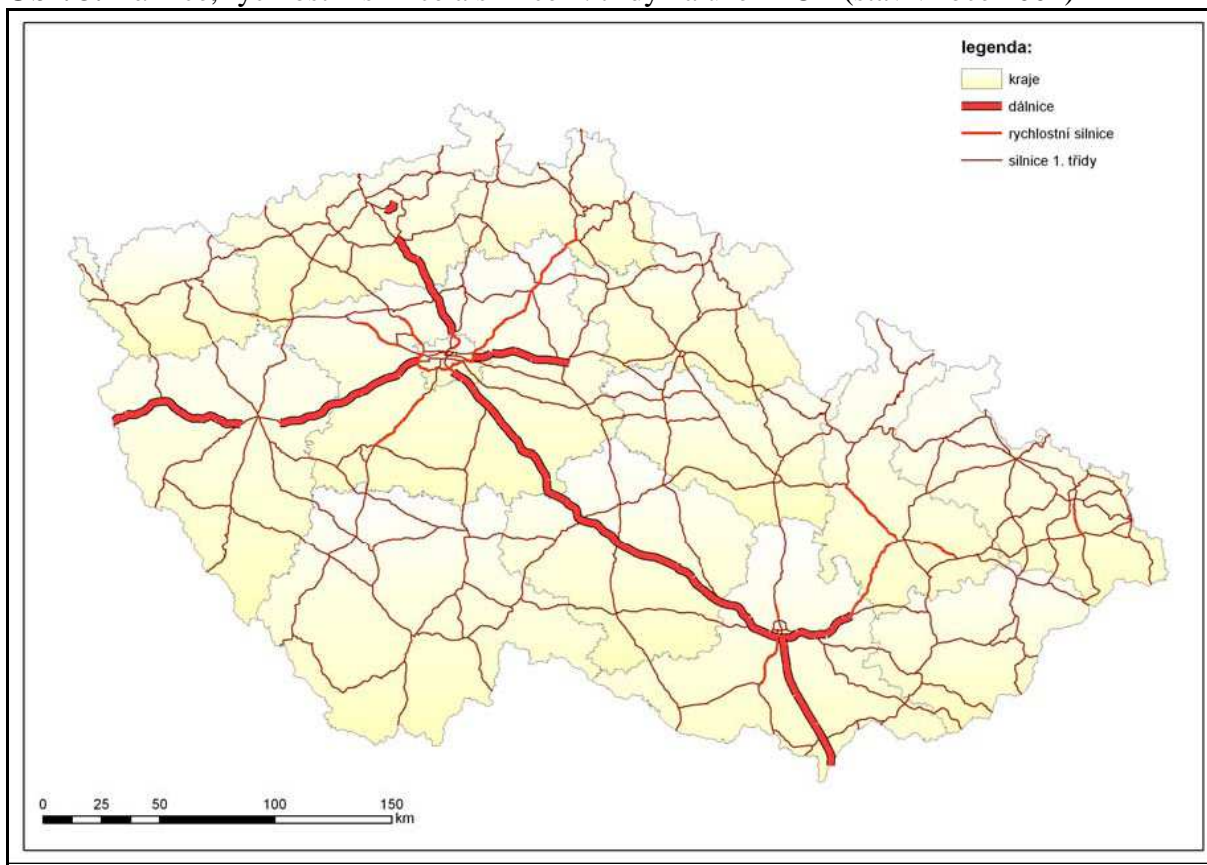 legenda:
kraje
dálnice
rychlostní silnice
silnice 1. třídy
0 25 50 100 150
km